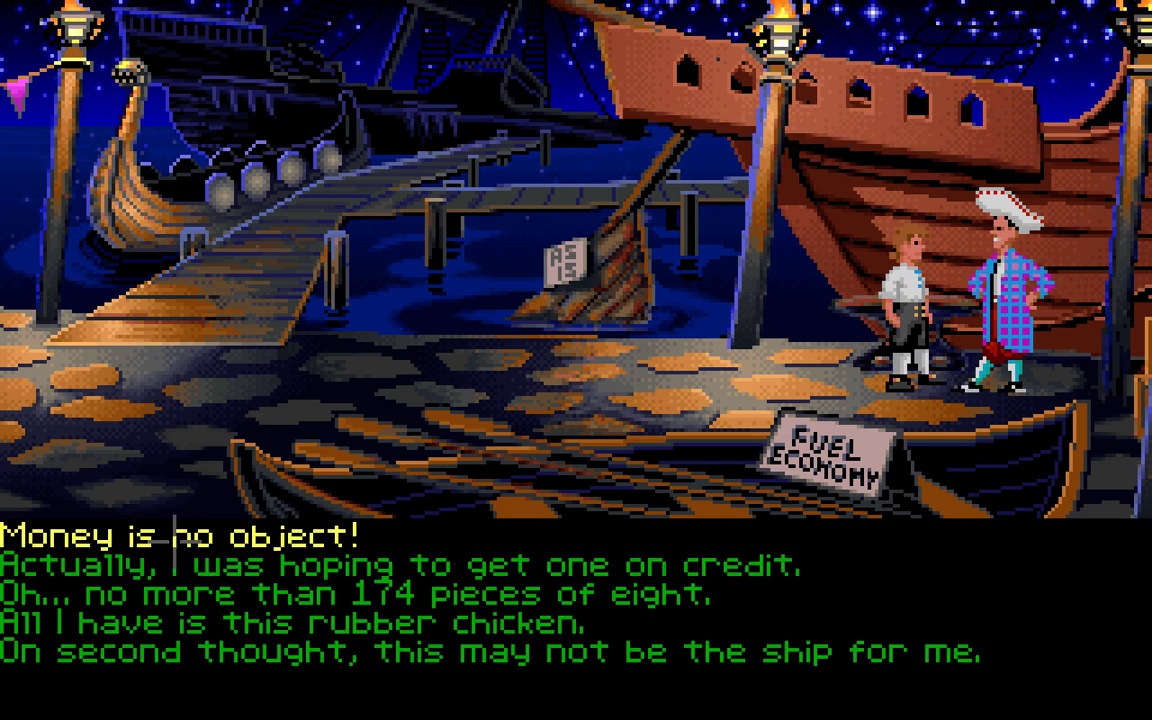 AS
IS
FUEL
ECONOMY
Money is no object!
Actually, I was hoping to get one on credit.
Oh... no more than 174 pieces of eight.
All I have is this rubber chicken.
On second thought, this may not be the ship for me.